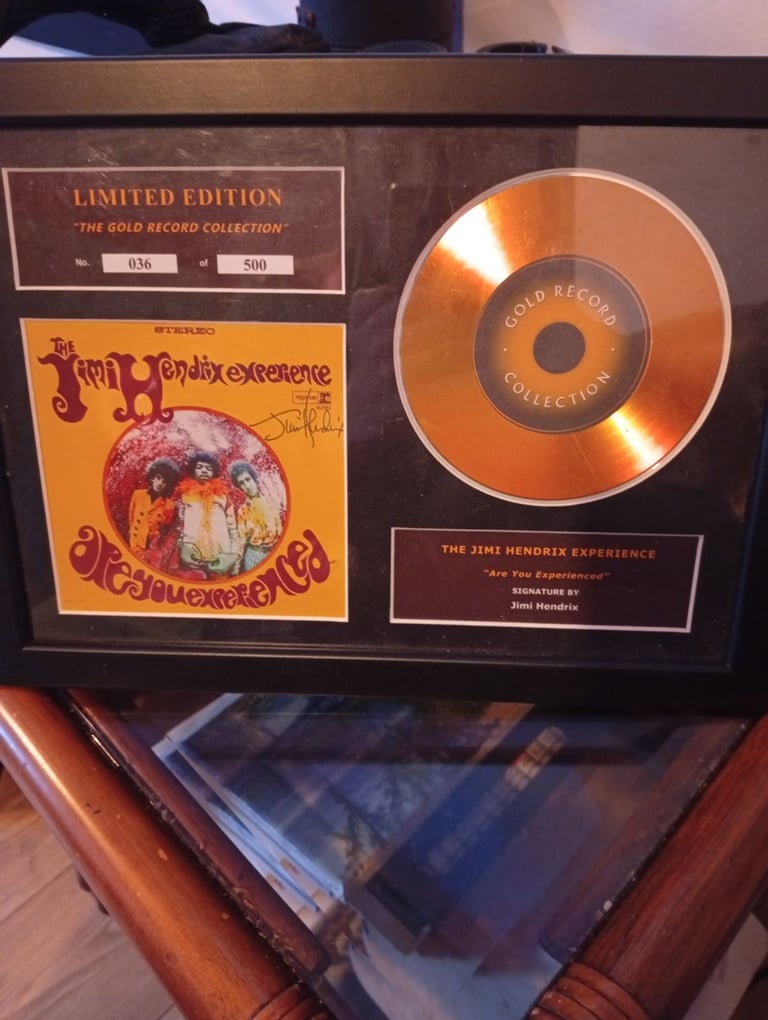 LIMITED EDITION
"THE GOLD RECORD COLLECTION"
No. 036 of 500
STEREO
THE
Jimi Hendrix experience
reprise
Jimi Hendrix
are you experienced
GOLD RECORD
COLLECTION
THE JIMI HENDRIX EXPERIENCE
"Are You Experienced"
SIGNATURE BY
Jimi Hendrix